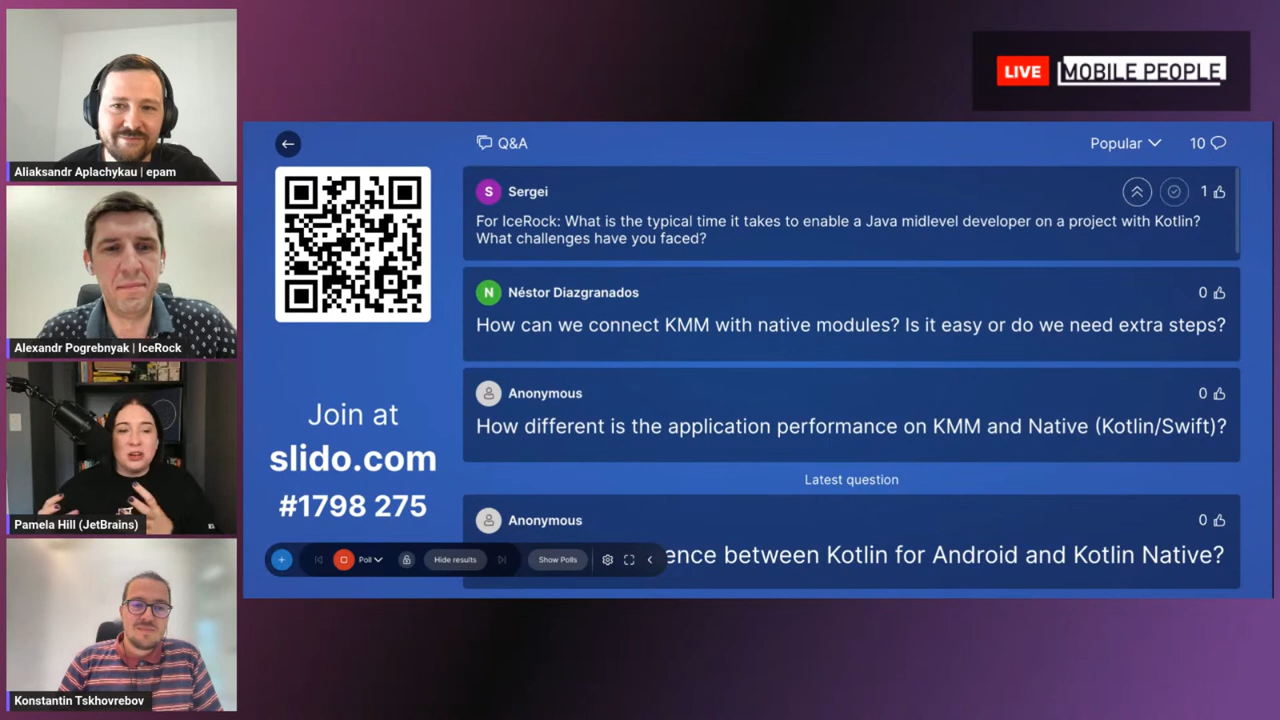 Aliaksandr Aplachykau | epam
Alexandr Pogrebnyak | IceRock
Pamela Hill (JetBrains)
Konstantin Tskhovrebov
LIVE
MOBILE PEOPLE
Q&A
Popular
10
Join at
slido.com
#1798 275
S
Sergei
1
For IceRock: What is the typical time it takes to enable a Java midlevel developer on a project with Kotlin?
What challenges have you faced?
N
Néstor Diazgranados
0
How can we connect KMM with native modules? Is it easy or do we need extra steps?
Anonymous
0
How different is the application performance on KMM and Native (Kotlin/Swift)?
Latest question
Anonymous
0
ence between Kotlin for Android and Kotlin Native?
Poll
Hide results
Show Polls